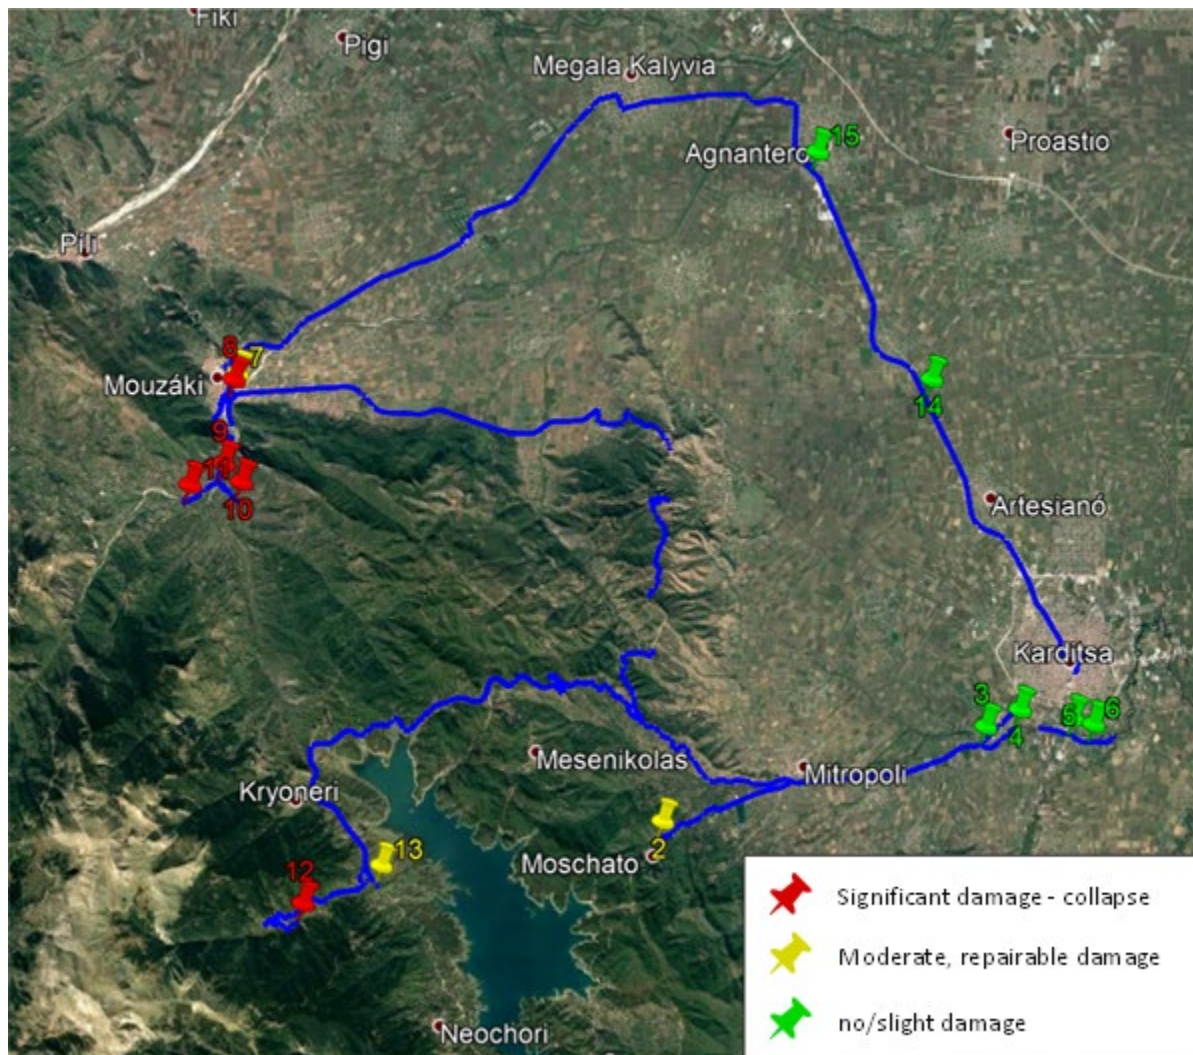 Fiki
Pigi
Megala Kalyvia
Proastio
15
Agnantero
Pili
8
7
Mouzáki
14
9
11
10
Artesianó
Karditsa
3
4
5
6
Mesenikolas
Mitropoli
Kryoneri
13
2
Moschato
12
Significant damage - collapse
Moderate, repairable damage
no/slight damage
Neochori